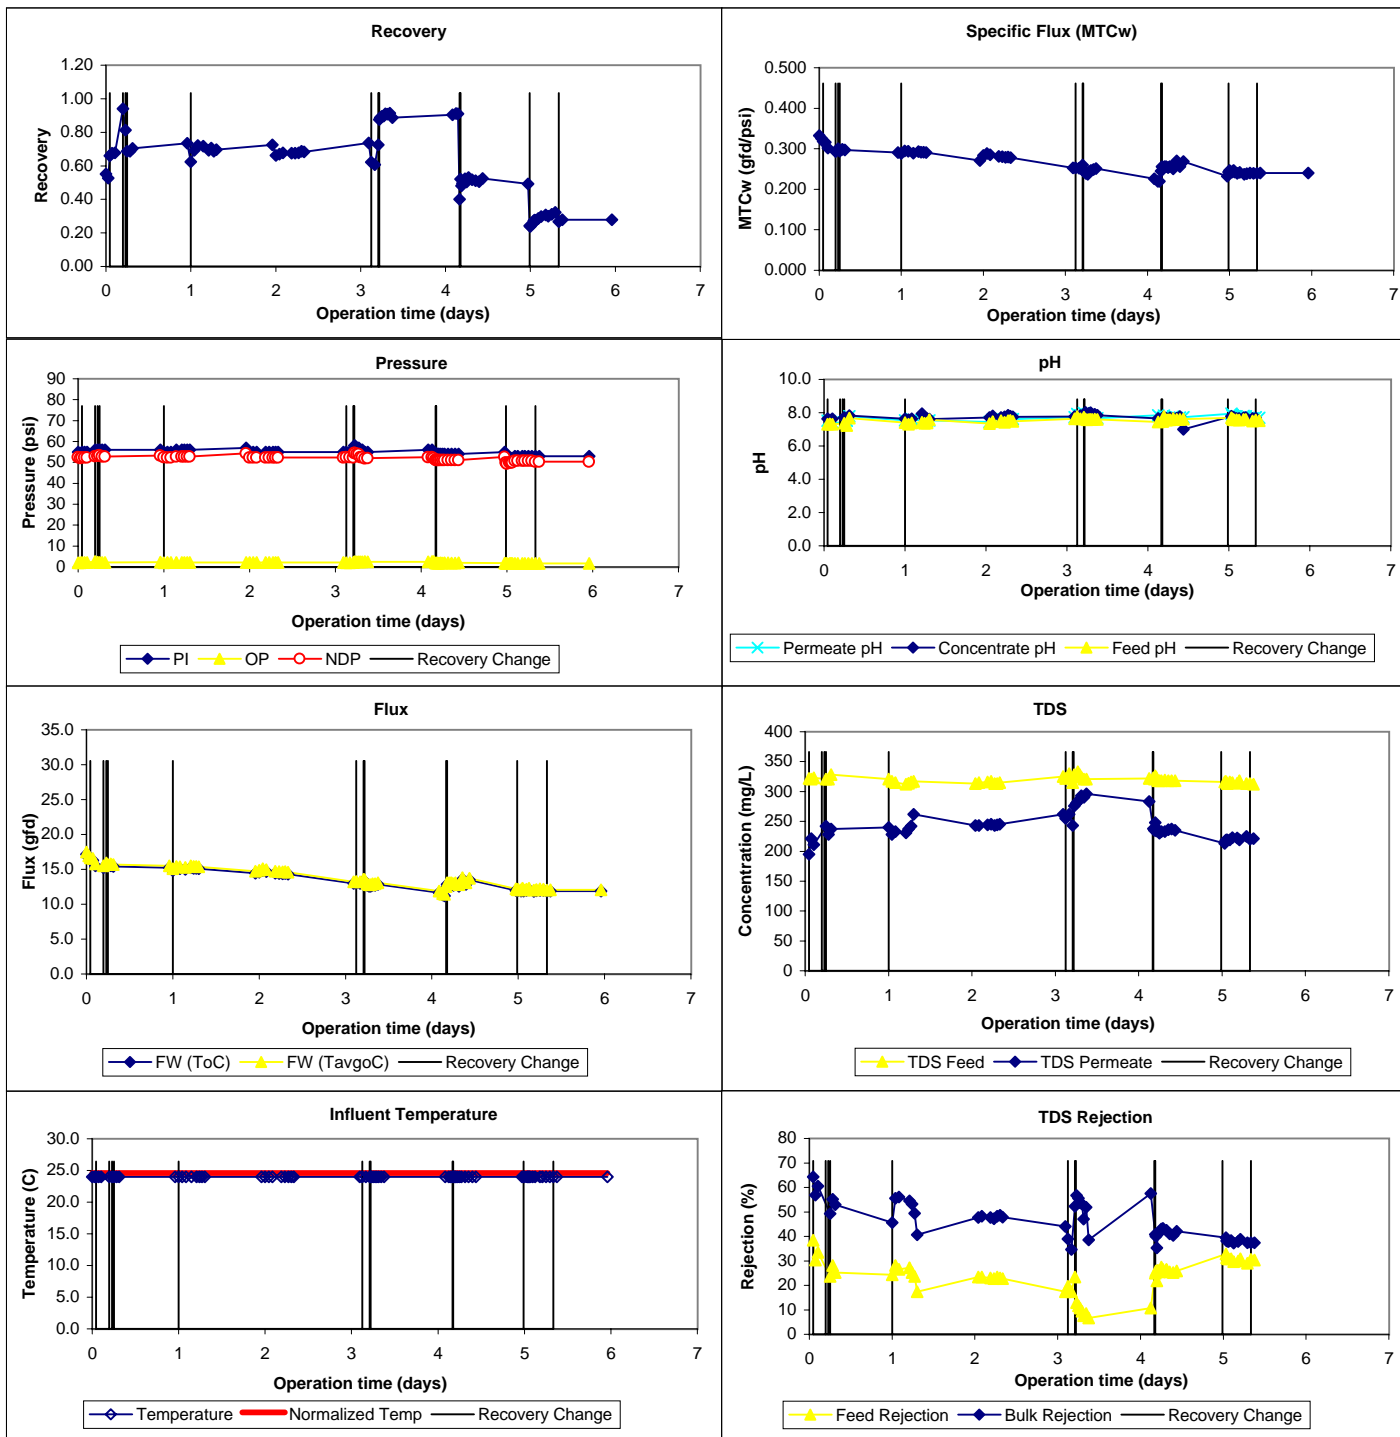 Recovery
1.20
1.00
0.80
0.60
0.40
0.20
0.00
Recovery
0 1 2 3 4 5 6 7
Operation time (days)
Specific Flux (MTCw)
0.500
0.400
0.300
0.200
0.100
0.000
MTCw (gfd/psi)
0 1 2 3 4 5 6 7
Operation time (days)
Pressure
90
80
70
60
50
40
30
20
10
0
Pressure (psi)
0 1 2 3 4 5 6 7
Operation time (days)
PI OP NDP Recovery Change
pH
10.0
8.0
6.0
4.0
2.0
0.0
pH
0 1 2 3 4 5 6 7
Operation time (days)
Permeate pH Concentrate pH Feed pH Recovery Change
Flux
35.0
30.0
25.0
20.0
15.0
10.0
5.0
0.0
Flux (gfd)
0 1 2 3 4 5 6 7
Operation time (days)
FW (ToC) FW (TavgoC) Recovery Change
TDS
400
350
300
250
200
150
100
50
0
Concentration (mg/L)
0 1 2 3 4 5 6 7
Operation time (days)
TDS Feed TDS Permeate Recovery Change
Influent Temperature
30.0
25.0
20.0
15.0
10.0
5.0
0.0
Temperature (C)
0 1 2 3 4 5 6 7
Operation time (days)
Temperature Normalized Temp Recovery Change
TDS Rejection
80
70
60
50
40
30
20
10
0
Rejection (%)
0 1 2 3 4 5 6 7
Operation time (days)
Feed Rejection Bulk Rejection Recovery Change